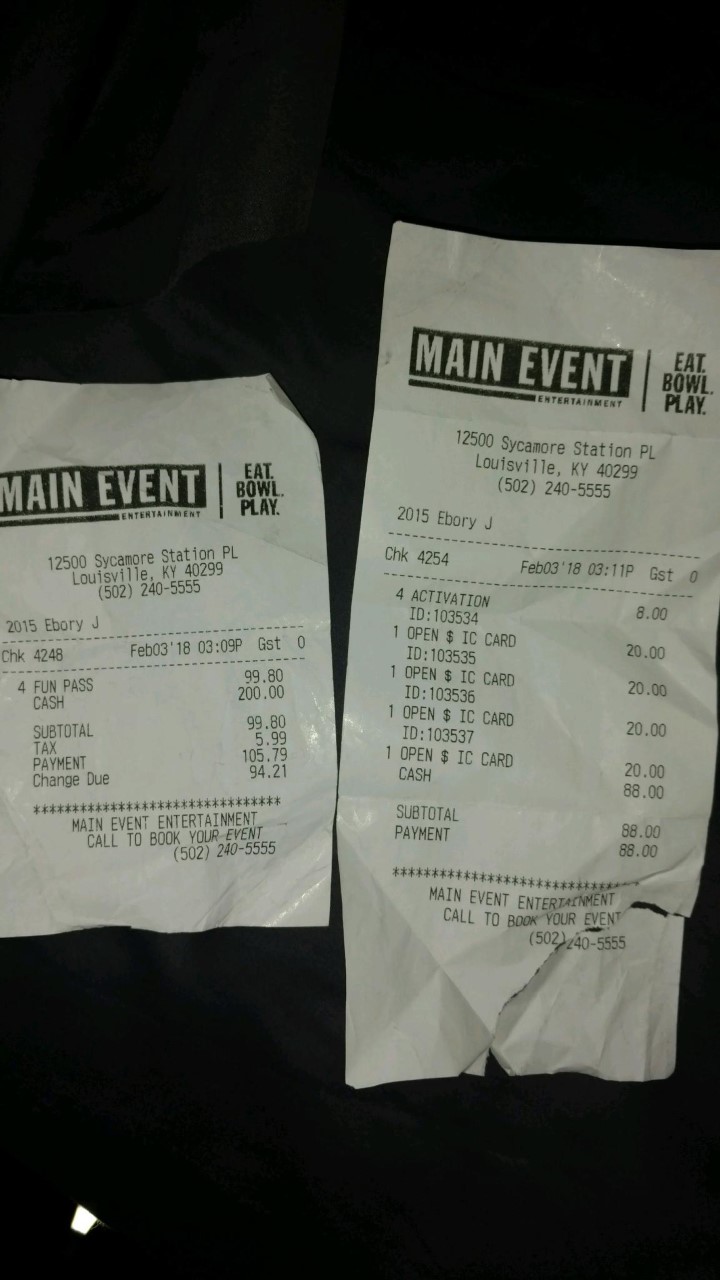 MAIN EVENT
ENTERTAINMENT
EAT.
BOWL.
PLAY.
12500 Sycamore Station PL
Louisville, KY 40299
(502) 240-5555
2015 Ebory J
Chk 4248 Feb03'18 03:09P Gst 0
4 FUN PASS 99.80
CASH 200.00
SUBTOTAL 99.80
TAX 5.99
PAYMENT 105.79
Change Due 94.21
********************************
MAIN EVENT ENTERTAINMENT
CALL TO BOOK YOUR EVENT
(502) 240-5555
MAIN EVENT
ENTERTAINMENT
EAT.
BOWL.
PLAY.
12500 Sycamore Station PL
Louisville, KY 40299
(502) 240-5555
2015 Ebory J
Chk 4254 Feb03'18 03:11P Gst 0
4 ACTIVATION 8.00
ID:103534
1 OPEN $ IC CARD 20.00
ID:103535
1 OPEN $ IC CARD 20.00
ID:103536
1 OPEN $ IC CARD 20.00
ID:103537
1 OPEN $ IC CARD 20.00
CASH 88.00
SUBTOTAL 88.00
PAYMENT 88.00
********************************
MAIN EVENT ENTERTAINMENT
CALL TO BOOK YOUR EVENT
(502) 240-5555